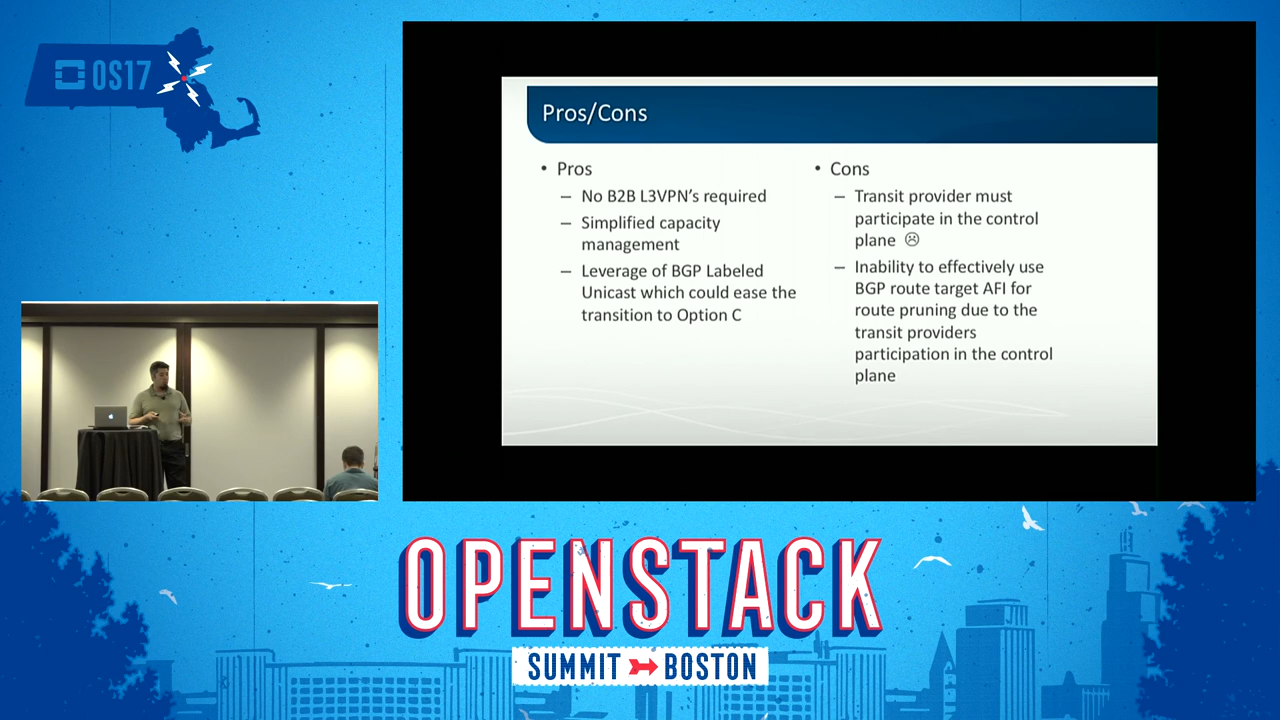 OS17
Pros/Cons
• Pros
– No B2B L3VPN's required
– Simplified capacity
management
– Leverage of BGP Labeled
Unicast which could ease the
transition to Option C
• Cons
– Transit provider must
participate in the control
plane ☹
– Inability to effectively use
BGP route target AFI for
route pruning due to the
transit providers
participation in the control
plane
OPENSTACK
SUMMIT BOSTON